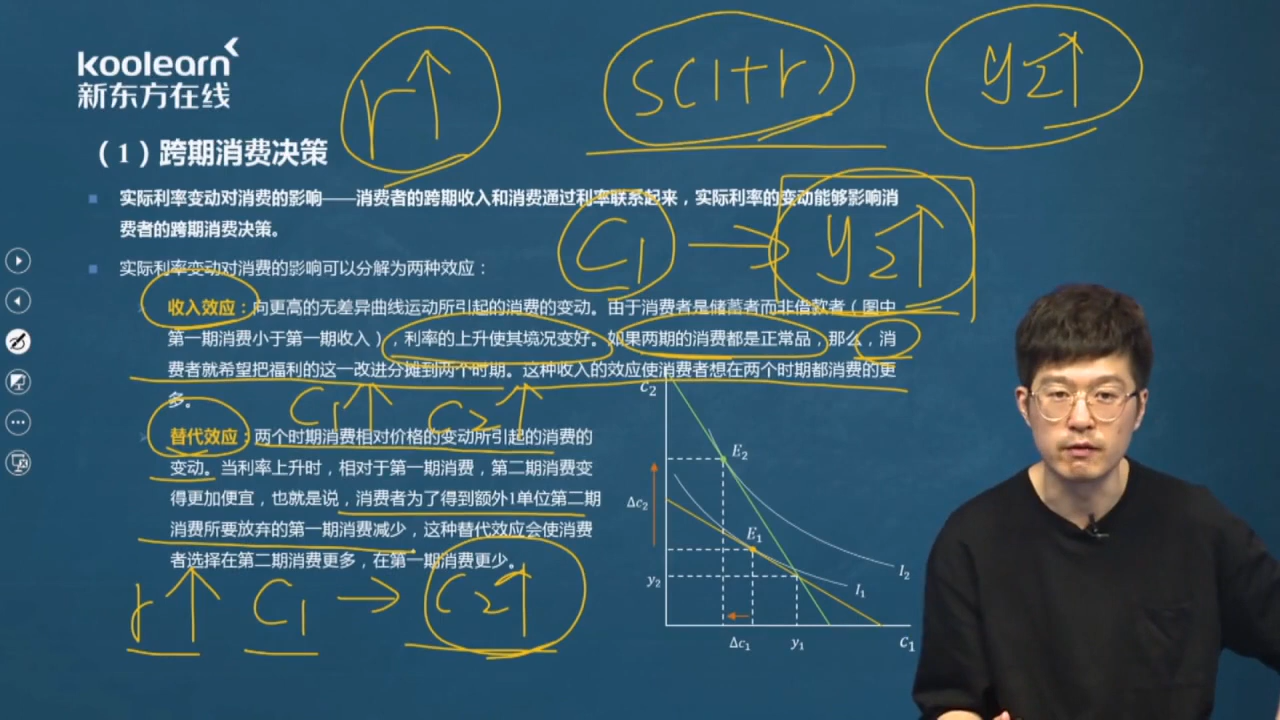 koolearn
新东方在线
r↑
S(1+r)
y2↑
（1）跨期消费决策
实际利率变动对消费的影响——消费者的跨期收入和消费通过利率联系起来，实际利率的变动能够影响消
费者的跨期消费决策。
C1 → y2↑
实际利率变动对消费的影响可以分解为两种效应：
收入效应：向更高的无差异曲线运动所引起的消费的变动。由于消费者是储蓄者而非借款者（图中
第一期消费小于第一期收入），利率的上升使其境况变好。如果两期的消费都是正常品，那么，消
费者就希望把福利的这一改进分摊到两个时期。这种收入的效应使消费者想在两个时期都消费的更
多。
C1↑ C2↑
替代效应：两个时期消费相对价格的变动所引起的消费的
变动。当利率上升时，相对于第一期消费，第二期消费变
得更加便宜，也就是说，消费者为了得到额外1单位第二期
消费所要放弃的第一期消费减少，这种替代效应会使消费
者选择在第二期消费更多，在第一期消费更少。
r↑ C1 → C2↑
c2
E2
Δc2
E1
I2
y2
I1
Δc1
y1
c1